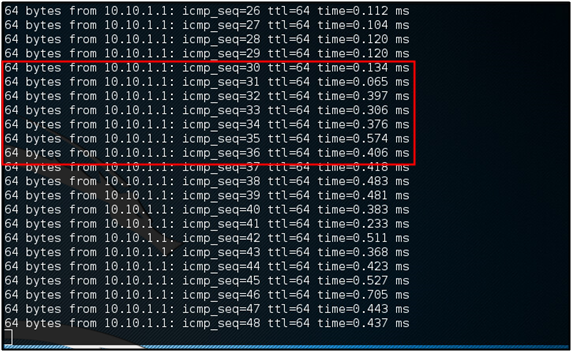 64 bytes from 10.10.1.1: icmp_seq=26 ttl=64 time=0.112 ms
64 bytes from 10.10.1.1: icmp_seq=27 ttl=64 time=0.104 ms
64 bytes from 10.10.1.1: icmp_seq=28 ttl=64 time=0.120 ms
64 bytes from 10.10.1.1: icmp_seq=29 ttl=64 time=0.120 ms
64 bytes from 10.10.1.1: icmp_seq=30 ttl=64 time=0.134 ms
64 bytes from 10.10.1.1: icmp_seq=31 ttl=64 time=0.065 ms
64 bytes from 10.10.1.1: icmp_seq=32 ttl=64 time=0.397 ms
64 bytes from 10.10.1.1: icmp_seq=33 ttl=64 time=0.306 ms
64 bytes from 10.10.1.1: icmp_seq=34 ttl=64 time=0.376 ms
64 bytes from 10.10.1.1: icmp_seq=35 ttl=64 time=0.574 ms
64 bytes from 10.10.1.1: icmp_seq=36 ttl=64 time=0.406 ms
64 bytes from 10.10.1.1: icmp_seq=37 ttl=64 time=0.418 ms
64 bytes from 10.10.1.1: icmp_seq=38 ttl=64 time=0.483 ms
64 bytes from 10.10.1.1: icmp_seq=39 ttl=64 time=0.481 ms
64 bytes from 10.10.1.1: icmp_seq=40 ttl=64 time=0.383 ms
64 bytes from 10.10.1.1: icmp_seq=41 ttl=64 time=0.233 ms
64 bytes from 10.10.1.1: icmp_seq=42 ttl=64 time=0.511 ms
64 bytes from 10.10.1.1: icmp_seq=43 ttl=64 time=0.368 ms
64 bytes from 10.10.1.1: icmp_seq=44 ttl=64 time=0.423 ms
64 bytes from 10.10.1.1: icmp_seq=45 ttl=64 time=0.527 ms
64 bytes from 10.10.1.1: icmp_seq=46 ttl=64 time=0.705 ms
64 bytes from 10.10.1.1: icmp_seq=47 ttl=64 time=0.443 ms
64 bytes from 10.10.1.1: icmp_seq=48 ttl=64 time=0.437 ms